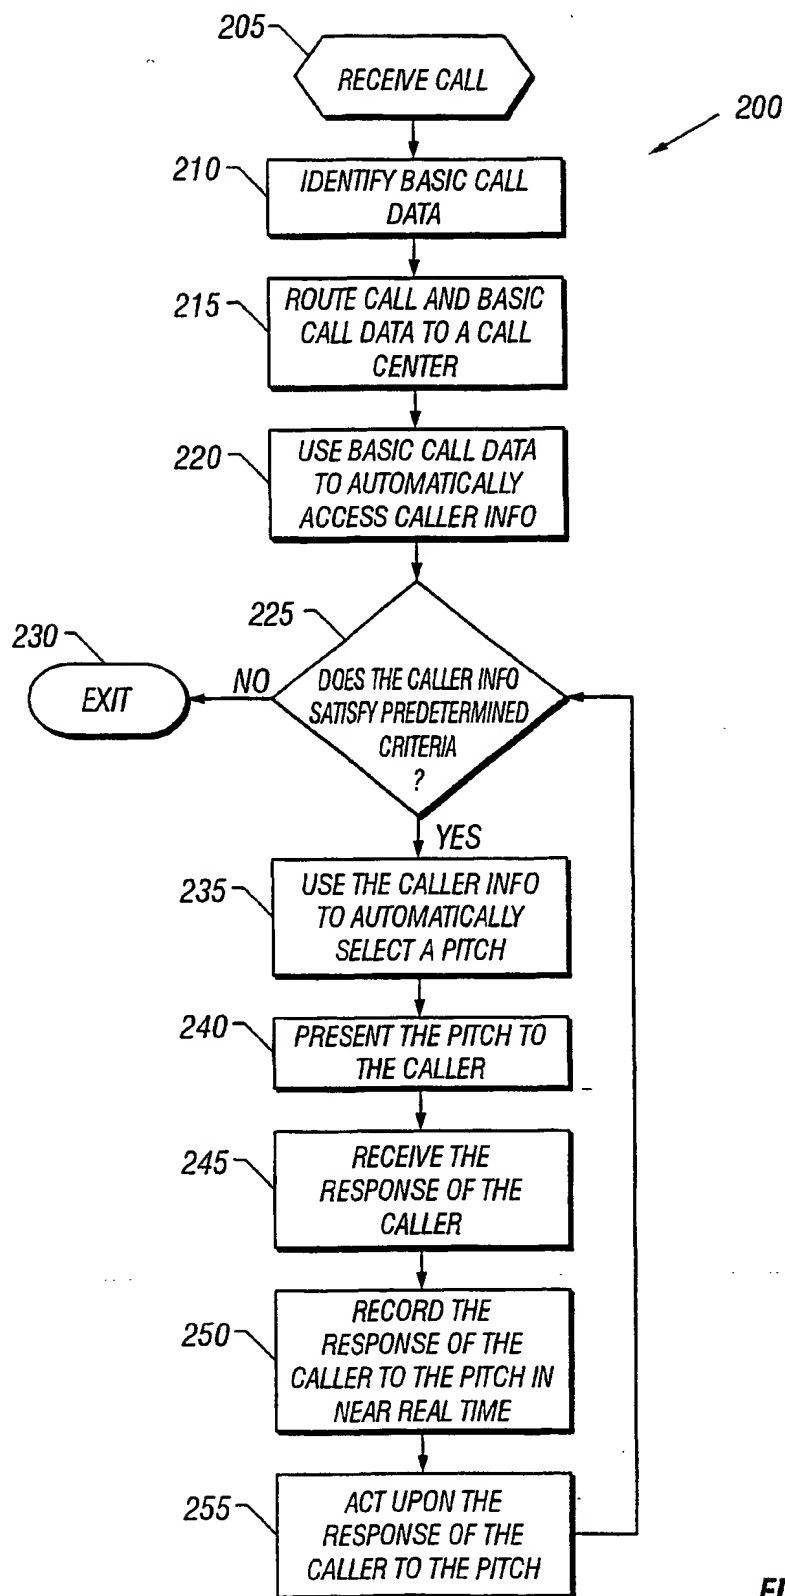 205
RECEIVE CALL
200
210
IDENTIFY BASIC CALL
DATA
215
ROUTE CALL AND BASIC
CALL DATA TO A CALL
CENTER
220
USE BASIC CALL DATA
TO AUTOMATICALLY
ACCESS CALLER INFO
225
230
EXIT
NO
DOES THE CALLER INFO
SATISFY PREDETERMINED
CRITERIA
?
YES
235
USE THE CALLER INFO
TO AUTOMATICALLY
SELECT A PITCH
240
PRESENT THE PITCH TO
THE CALLER
245
RECEIVE THE
RESPONSE OF THE
CALLER
250
RECORD THE
RESPONSE OF THE
CALLER TO THE PITCH IN
NEAR REAL TIME
255
ACT UPON THE
RESPONSE OF THE
CALLER TO THE PITCH